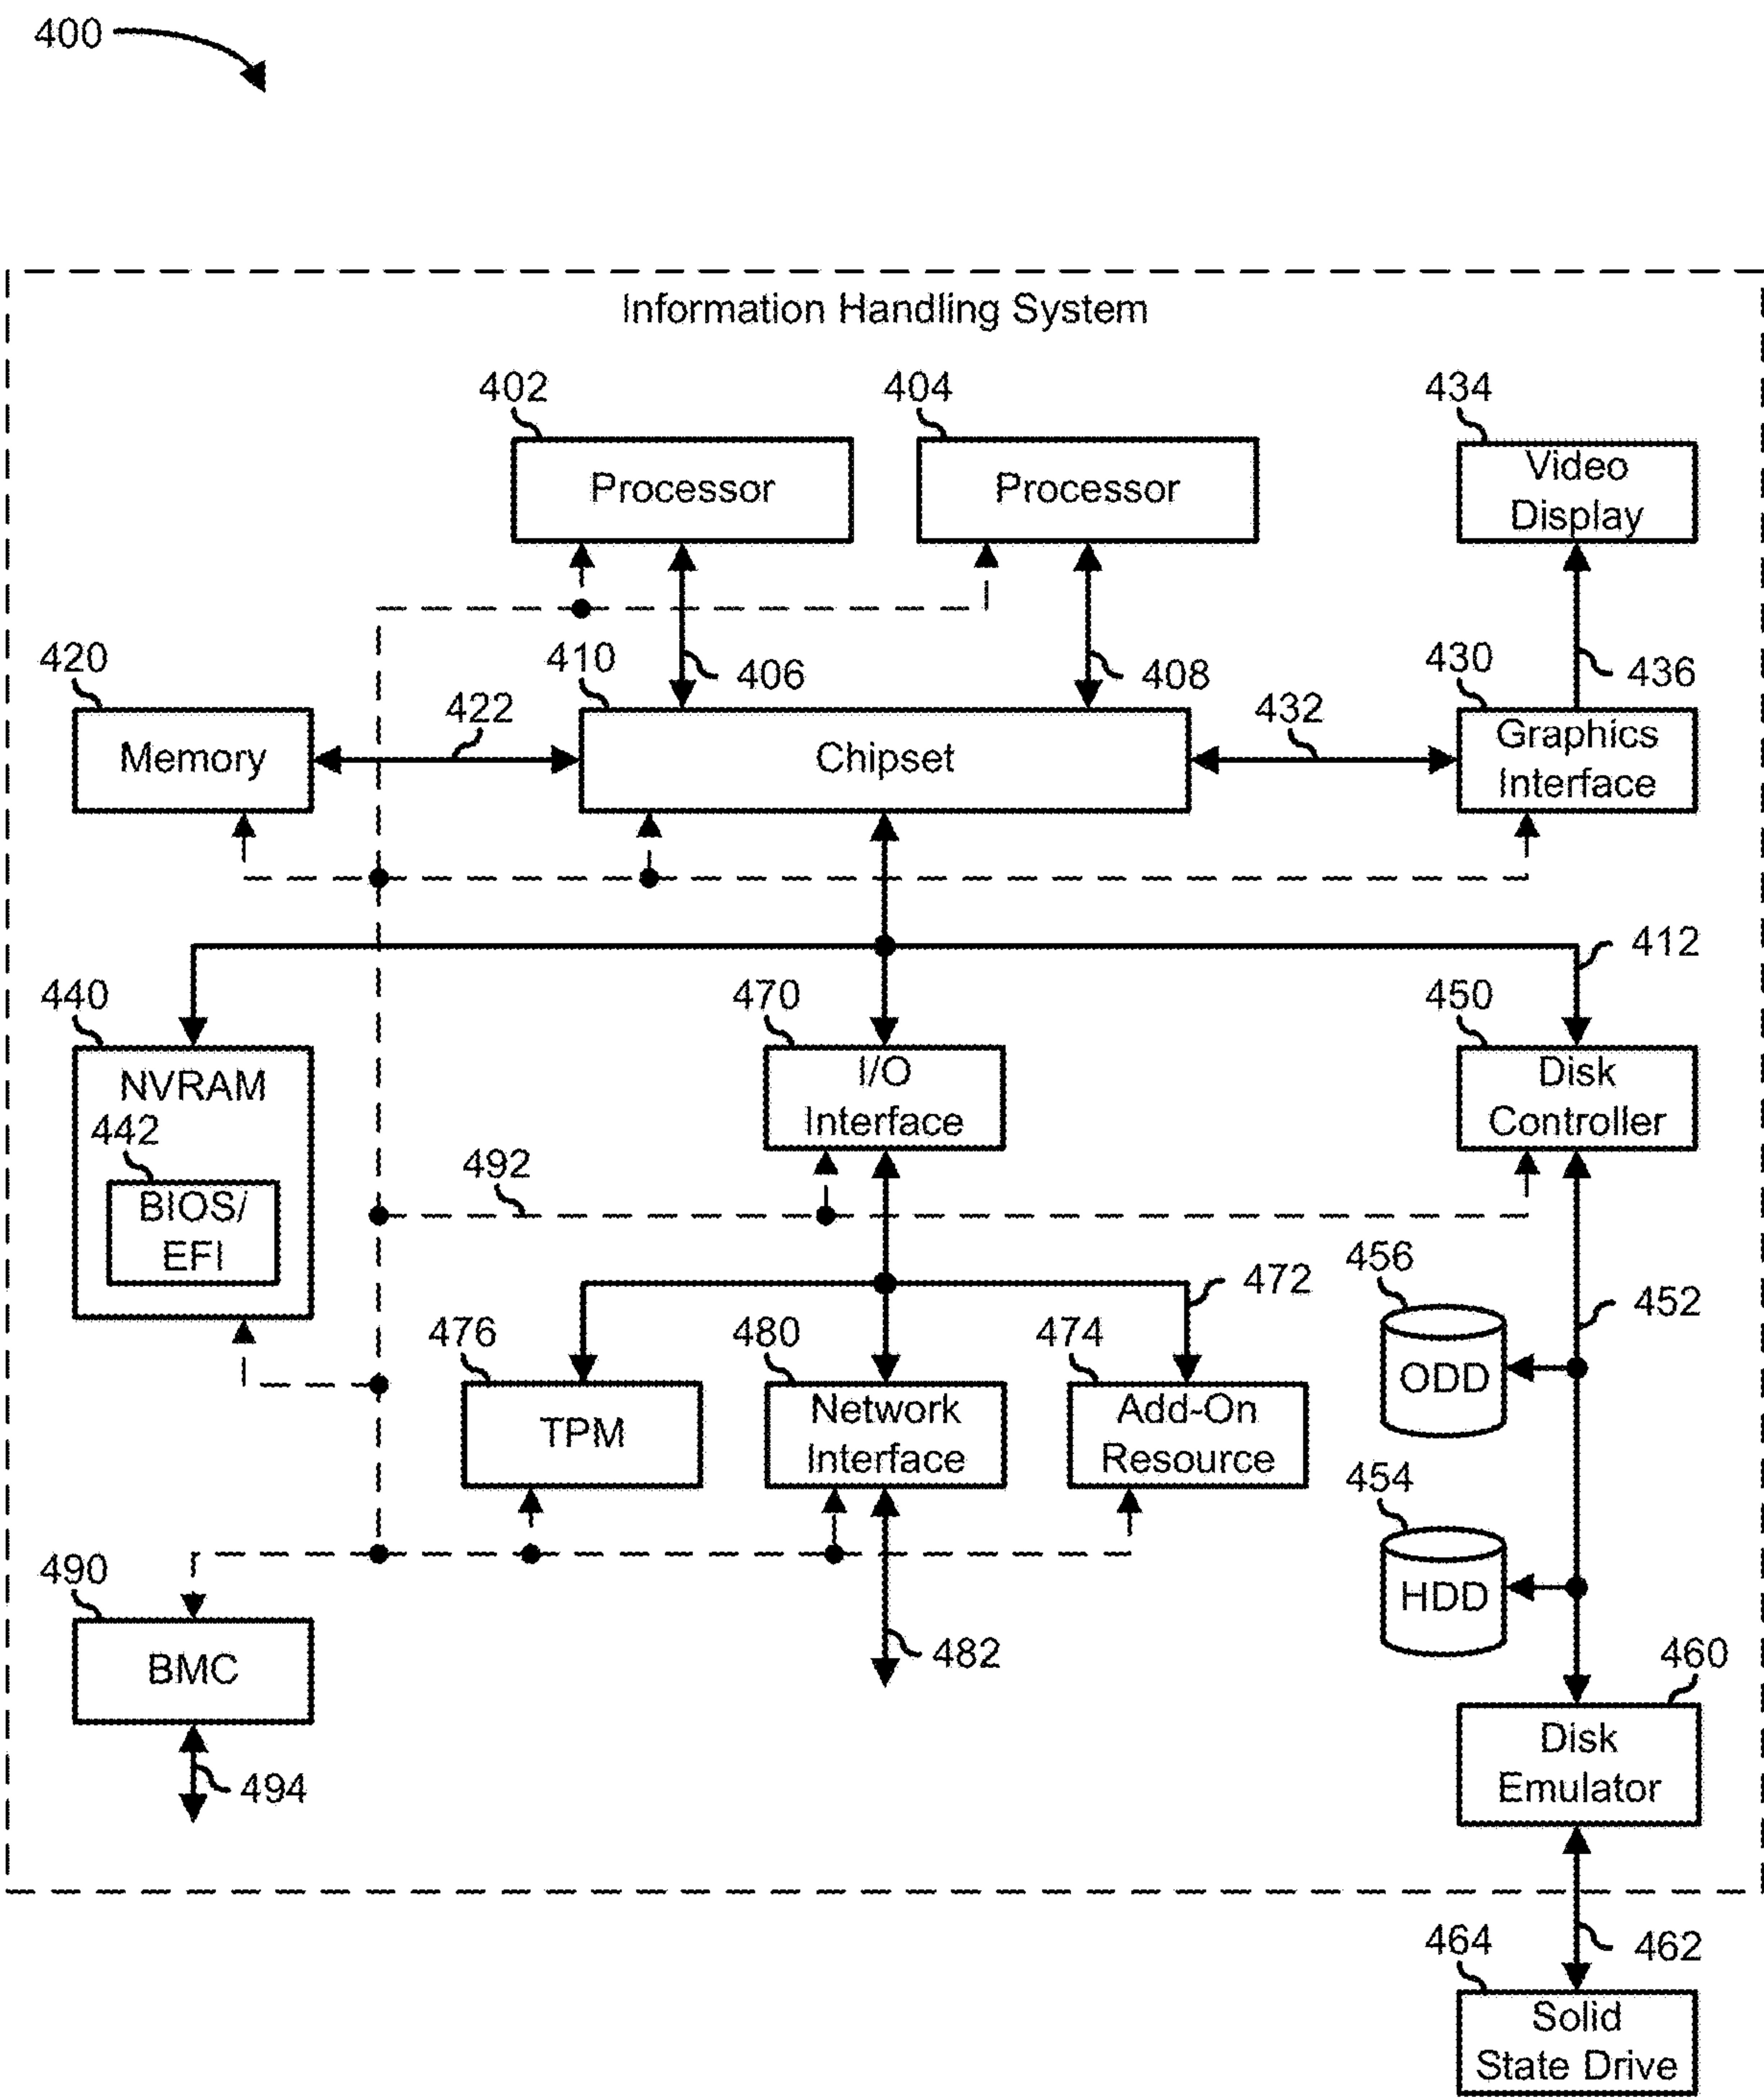 400
Information Handling System
402
404
434
Processor
Processor
Video
Display
420
410
406
408
430
436
422
432
Memory
Chipset
Graphics
Interface
412
440
470
450
NVRAM
I/O
Interface
Disk
Controller
442
BIOS/
EFI
492
456
472
452
476
480
474
ODD
TPM
Network
Interface
Add-On
Resource
454
HDD
490
BMC
482
460
Disk
Emulator
494
464
462
Solid
State Drive